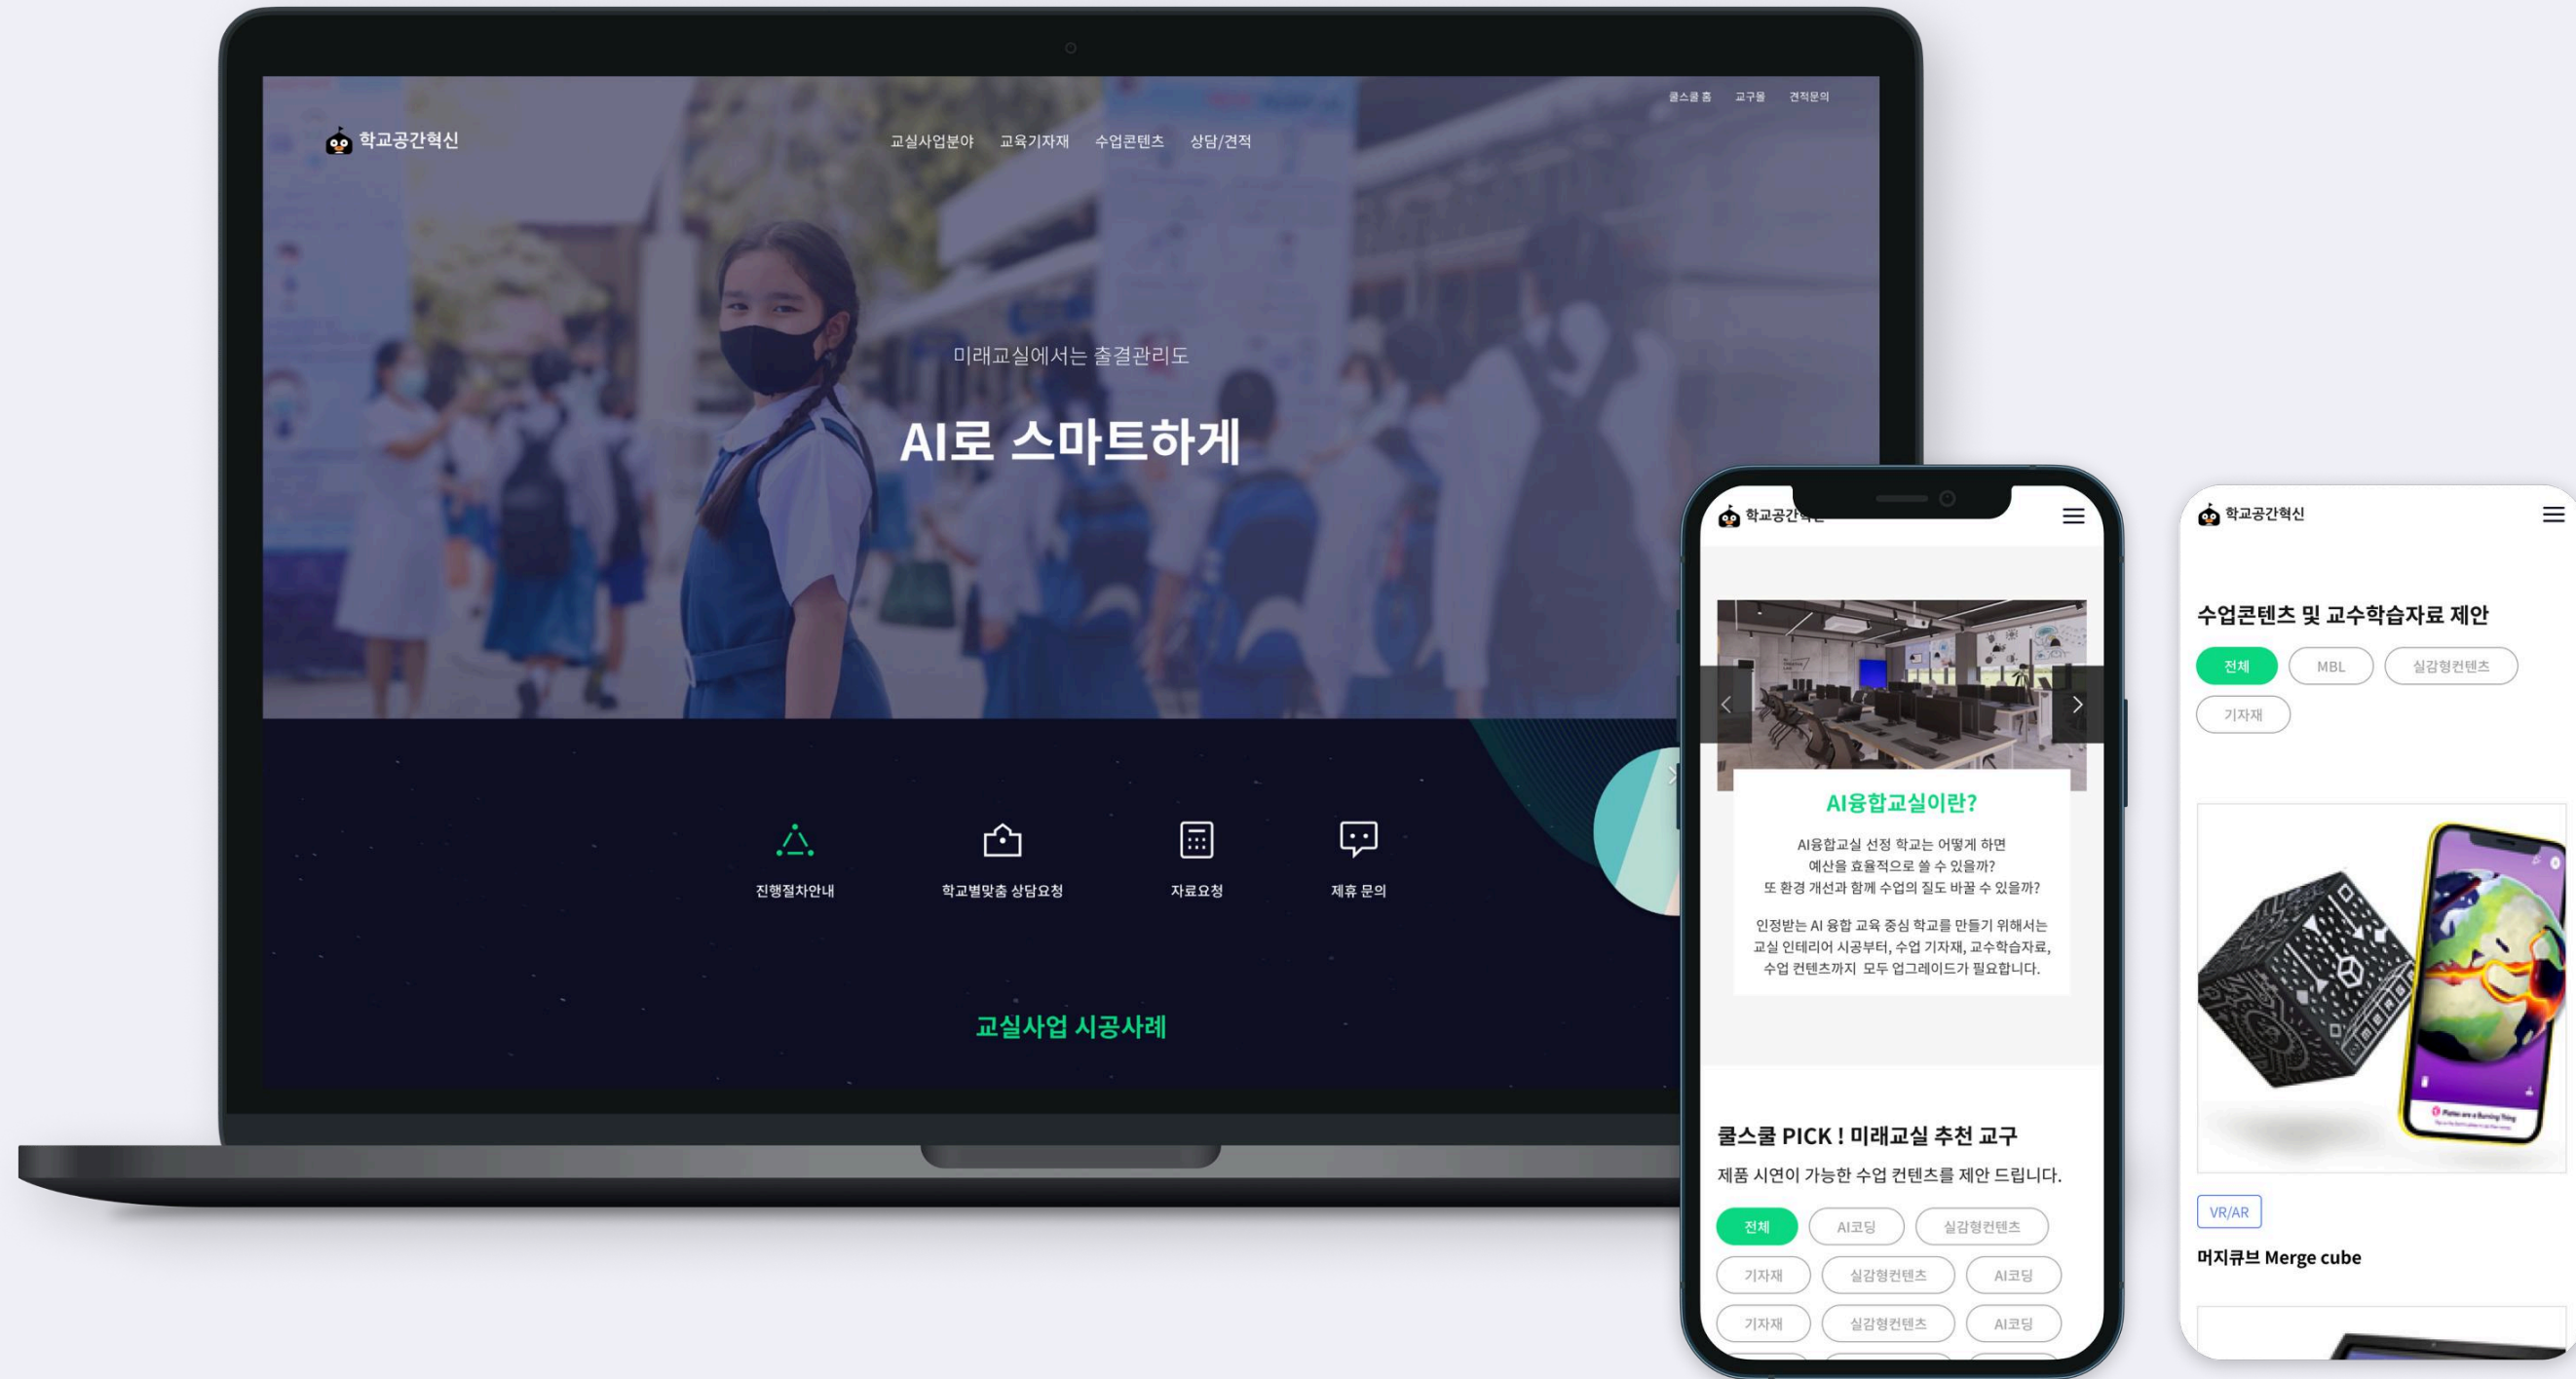 쿨스쿨 홈 교구몰 견적문의
학교공간혁신
교실사업분야 교육기자재 수업콘텐츠 상담/견적
미래교실에서는 출결관리도
AI로 스마트하게
진행절차안내 학교별맞춤 상담요청 자료요청 제휴 문의
교실사업 시공사례
학교공간
AI융합교실이란?
AI융합교실 선정 학교는 어떻게 하면
예산을 효율적으로 쓸 수 있을까?
또 환경 개선과 함께 수업의 질도 바꿀 수 있을까?
인정받는 AI 융합 교육 중심 학교를 만들기 위해서는
교실 인테리어 시공부터, 수업 기자재, 교수학습자료,
수업 컨텐츠까지 모두 업그레이드가 필요합니다.
쿨스쿨 PICK ! 미래교실 추천 교구
제품 시연이 가능한 수업 컨텐츠를 제안 드립니다.
전체 AI코딩 실감형컨텐츠
기자재 실감형컨텐츠 AI코딩
기자재 실감형컨텐츠 AI코딩
학교공간혁신
수업콘텐츠 및 교수학습자료 제안
전체 MBL 실감형컨텐츠
기자재
MERGE
VR/AR
머지큐브 Merge cube